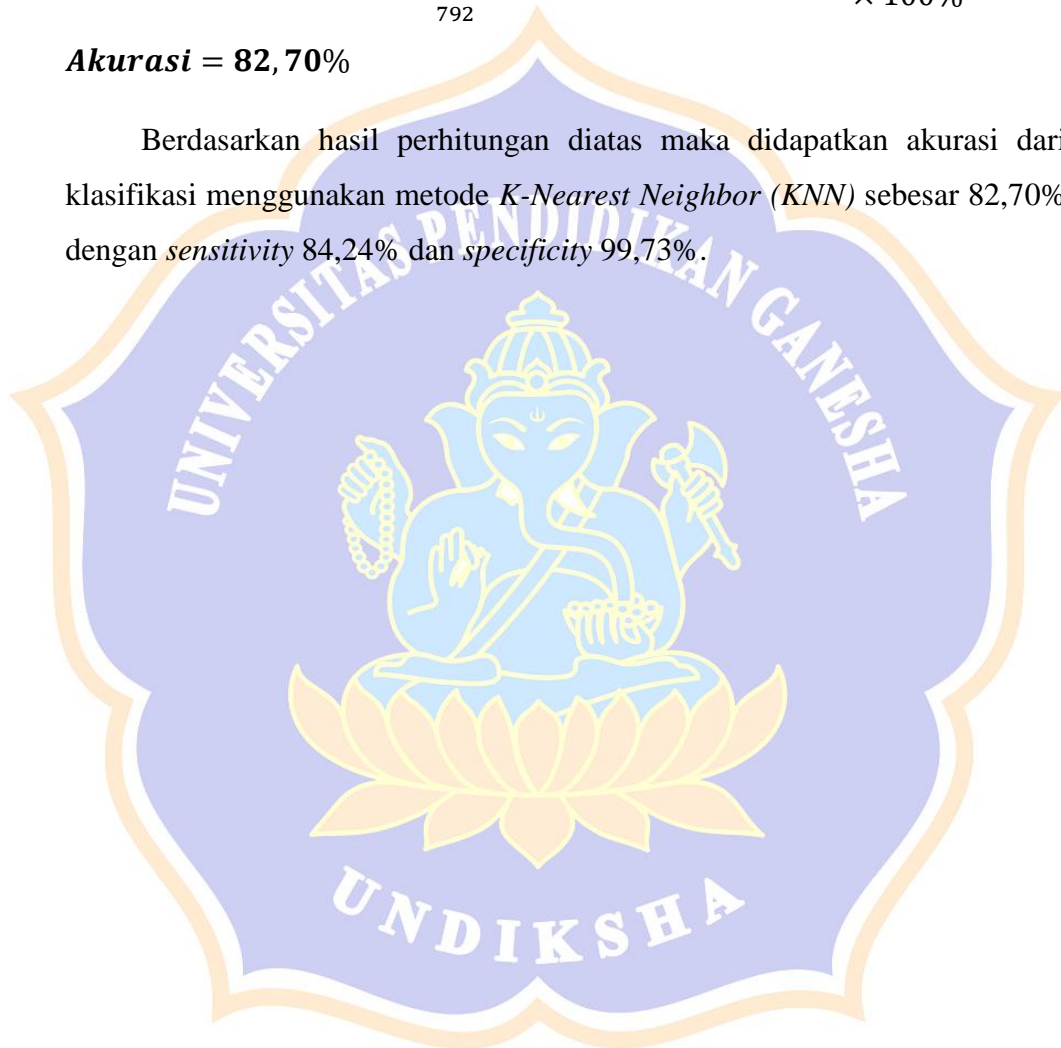 792
× 100%
Akurasi = 82,70%
Berdasarkan hasil perhitungan diatas maka didapatkan akurasi dari
klasifikasi menggunakan metode K-Nearest Neighbor (KNN) sebesar 82,70%
dengan sensitivity 84,24% dan specificity 99,73%.
UNIVERSITAS PENDIDIKAN GANESHA
UNDIKSHA